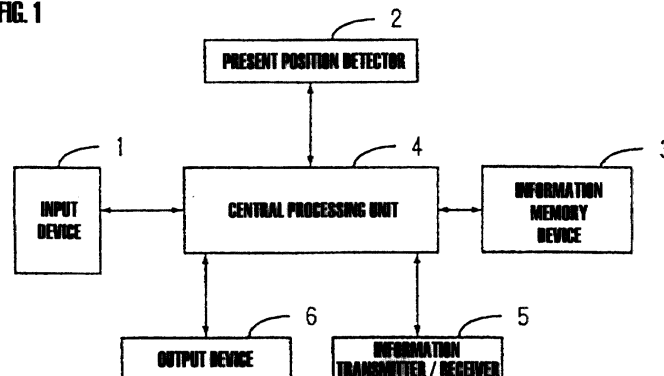 FIG. 1
2
PRESENT POSITION DETECTOR
1
4
3
INPUT
DEVICE
CENTRAL PROCESSING UNIT
INFORMATION
MEMORY
DEVICE
6
5
OUTPUT DEVICE
INFORMATION
TRANSMITTER / RECEIVER